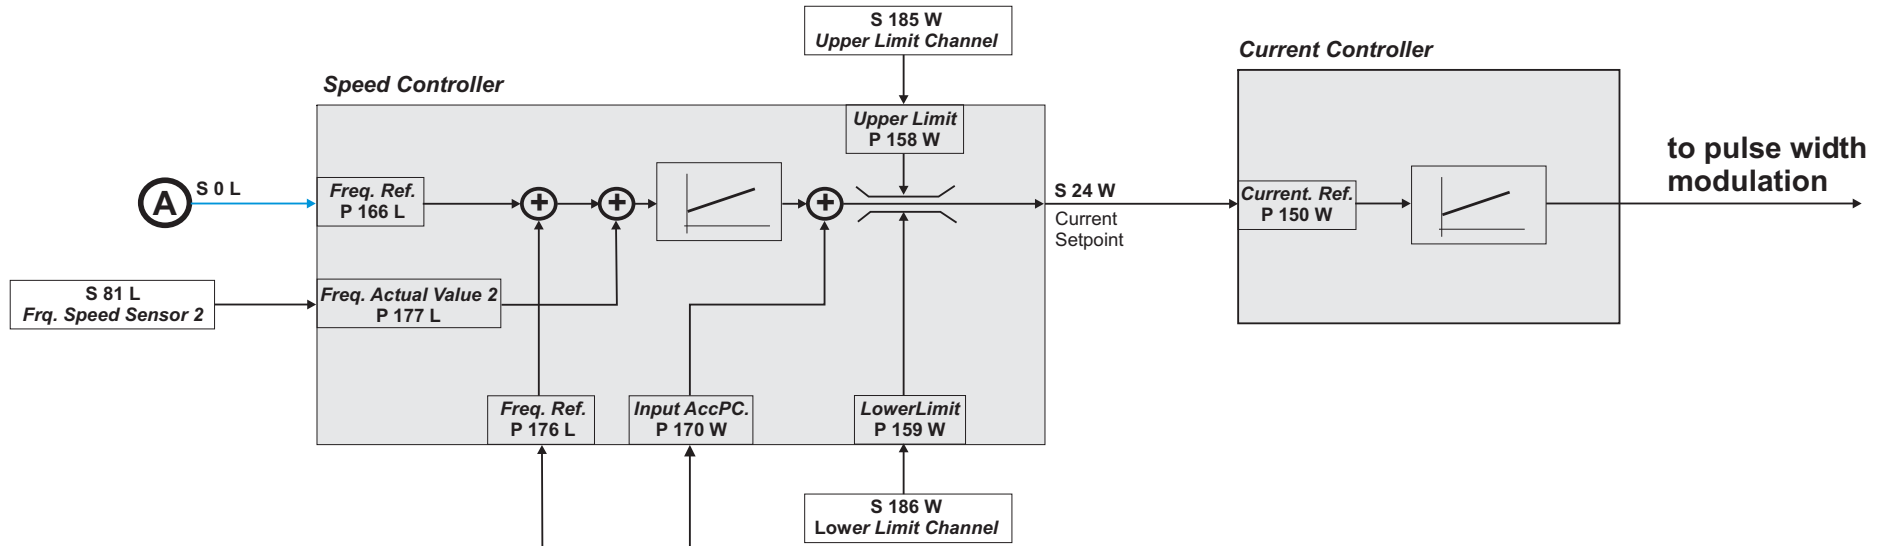 S 185 W
Upper Limit Channel
Current Controller
Speed Controller
Upper Limit
P 158 W
to pulse width
modulation
A
S 0 L
Freq. Ref.
P 166 L
+
+
+
S 24 W
Current
Setpoint
Current. Ref.
P 150 W
S 81 L
Frq. Speed Sensor 2
Freq. Actual Value 2
P 177 L
Freq. Ref.
P 176 L
Input AccPC.
P 170 W
LowerLimit
P 159 W
S 186 W
Lower Limit Channel